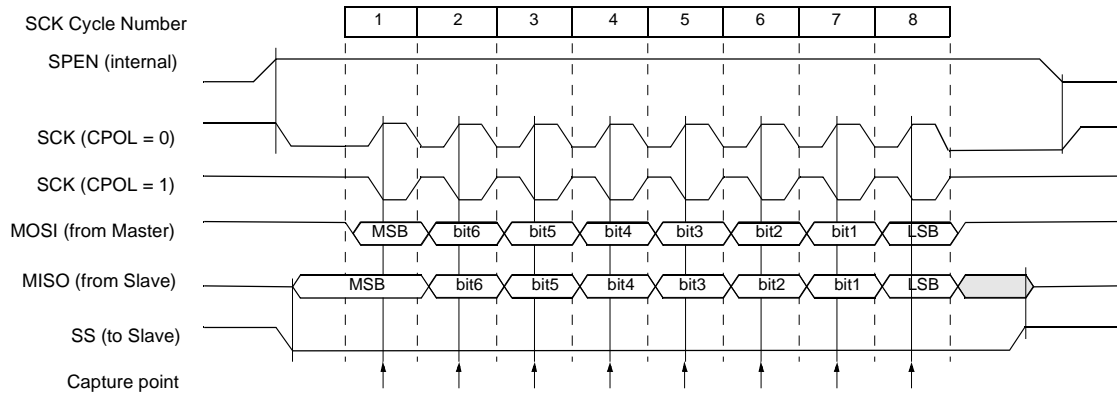 SCK Cycle Number 1 2 3 4 5 6 7 8
SPEN (internal)
SCK (CPOL = 0)
SCK (CPOL = 1)
MOSI (from Master) MSB bit6 bit5 bit4 bit3 bit2 bit1 LSB
MISO (from Slave) MSB bit6 bit5 bit4 bit3 bit2 bit1 LSB
SS (to Slave)
Capture point